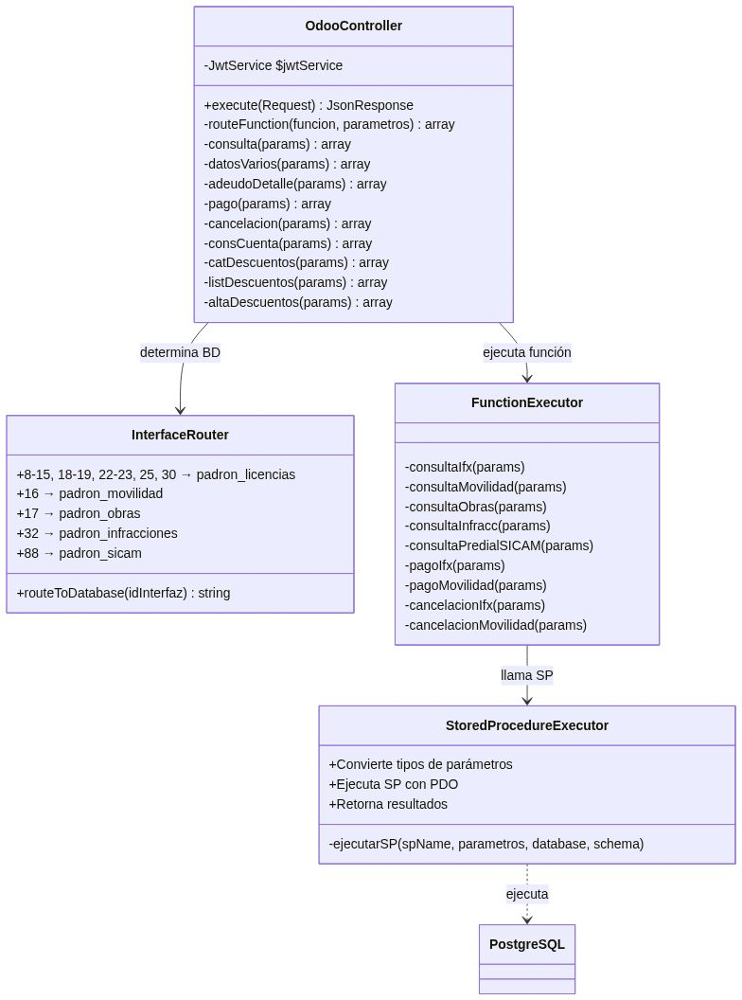 OdooController
-JwtService $jwtService
+execute(Request) : JsonResponse
-routeFunction(funcion, parametros) : array
-consulta(params) : array
-datosVarios(params) : array
-adeudoDetalle(params) : array
-pago(params) : array
-cancelacion(params) : array
-consCuenta(params) : array
-catDescuentos(params) : array
-listDescuentos(params) : array
-altaDescuentos(params) : array
determina BD
ejecuta función
InterfaceRouter
+8-15, 18-19, 22-23, 25, 30 → padron_licencias
+16 → padron_movilidad
+17 → padron_obras
+32 → padron_infracciones
+88 → padron_sicam
+routeToDatabase(idInterfaz) : string
FunctionExecutor
-consultaIfx(params)
-consultaMovilidad(params)
-consultaObras(params)
-consultaInfracc(params)
-consultaPredialSICAM(params)
-pagoIfx(params)
-pagoMovilidad(params)
-cancelacionIfx(params)
-cancelacionMovilidad(params)
llama SP
StoredProcedureExecutor
+Convierte tipos de parámetros
+Ejecuta SP con PDO
+Retorna resultados
-ejecutarSP(spName, parametros, database, schema)
ejecuta
PostgreSQL